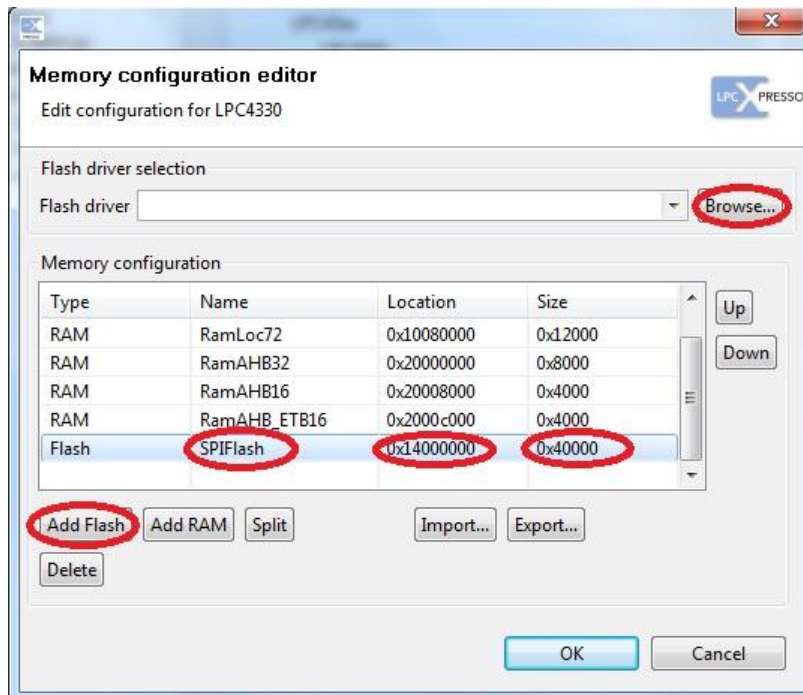 Memory configuration editor
Edit configuration for LPC4330
LPC XPRESSO
Flash driver selection
Flash driver Browse...
Memory configuration
Type Name Location Size
RAM RamLoc72 0x10080000 0x12000
RAM RamAHB32 0x20000000 0x8000
RAM RamAHB16 0x20008000 0x4000
RAM RamAHB_ETB16 0x2000c000 0x4000
Flash SPIFlash 0x14000000 0x40000
Up
Down
Add Flash Add RAM Split Import... Export...
Delete
OK Cancel